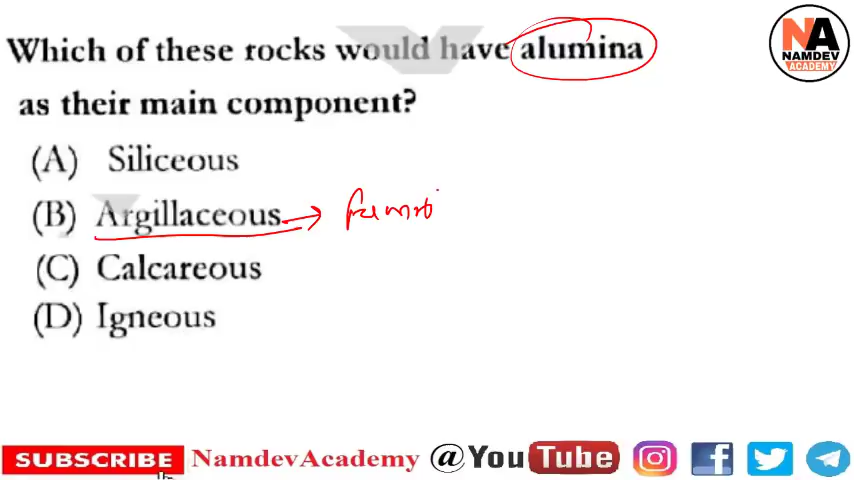 Which of these rocks would have alumina
as their main component?
(A) Siliceous
(B) Argillaceous
(C) Calcareous
(D) Igneous
NA
NAMDEV
ACADEMY
SUBSCRIBE NamdevAcademy @YouTube